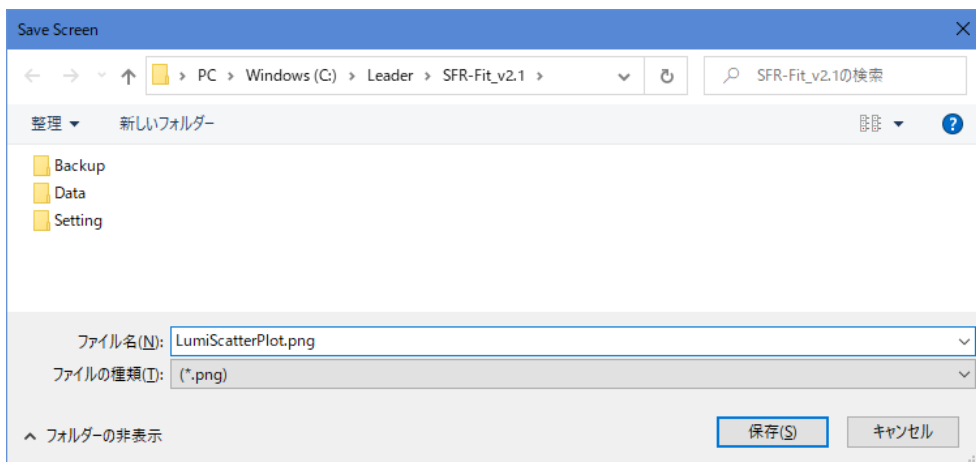 Save Screen
PC > Windows (C:) > Leader > SFR-Fit_v2.1 > SFR-Fit_v2.1の検索
整理 新しいフォルダー
Backup
Data
Setting
ファイル名(N): LumiScatterPlot.png
ファイルの種類(T): (*.png)
フォルダーの非表示 保存(S) キャンセル